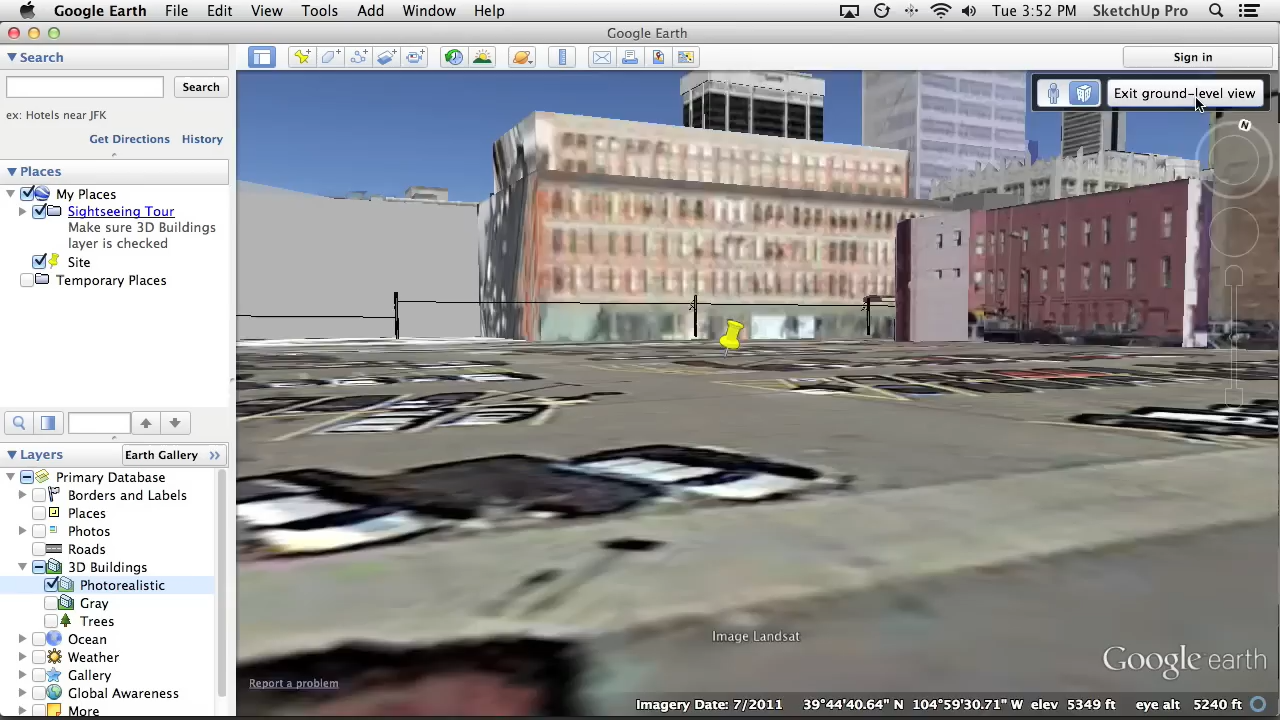 Google Earth File Edit View Tools Add Window Help Tue 3:52 PM SketchUp Pro
Google Earth
Search
Sign in
Search
Exit ground-level view
ex: Hotels near JFK
N
Get Directions History
Places
My Places
Sightseeing Tour
Make sure 3D Buildings
layer is checked
Site
Temporary Places
Layers
Earth Gallery >>
Primary Database
Borders and Labels
Places
Photos
Roads
3D Buildings
Photorealistic
Gray
Trees
Ocean
Weather
Gallery
Global Awareness
More
Image Landsat
Google earth
Report a problem
Imagery Date: 7/2011 39°44'40.64" N 104°59'30.71" W elev 5349 ft eye alt 5240 ft